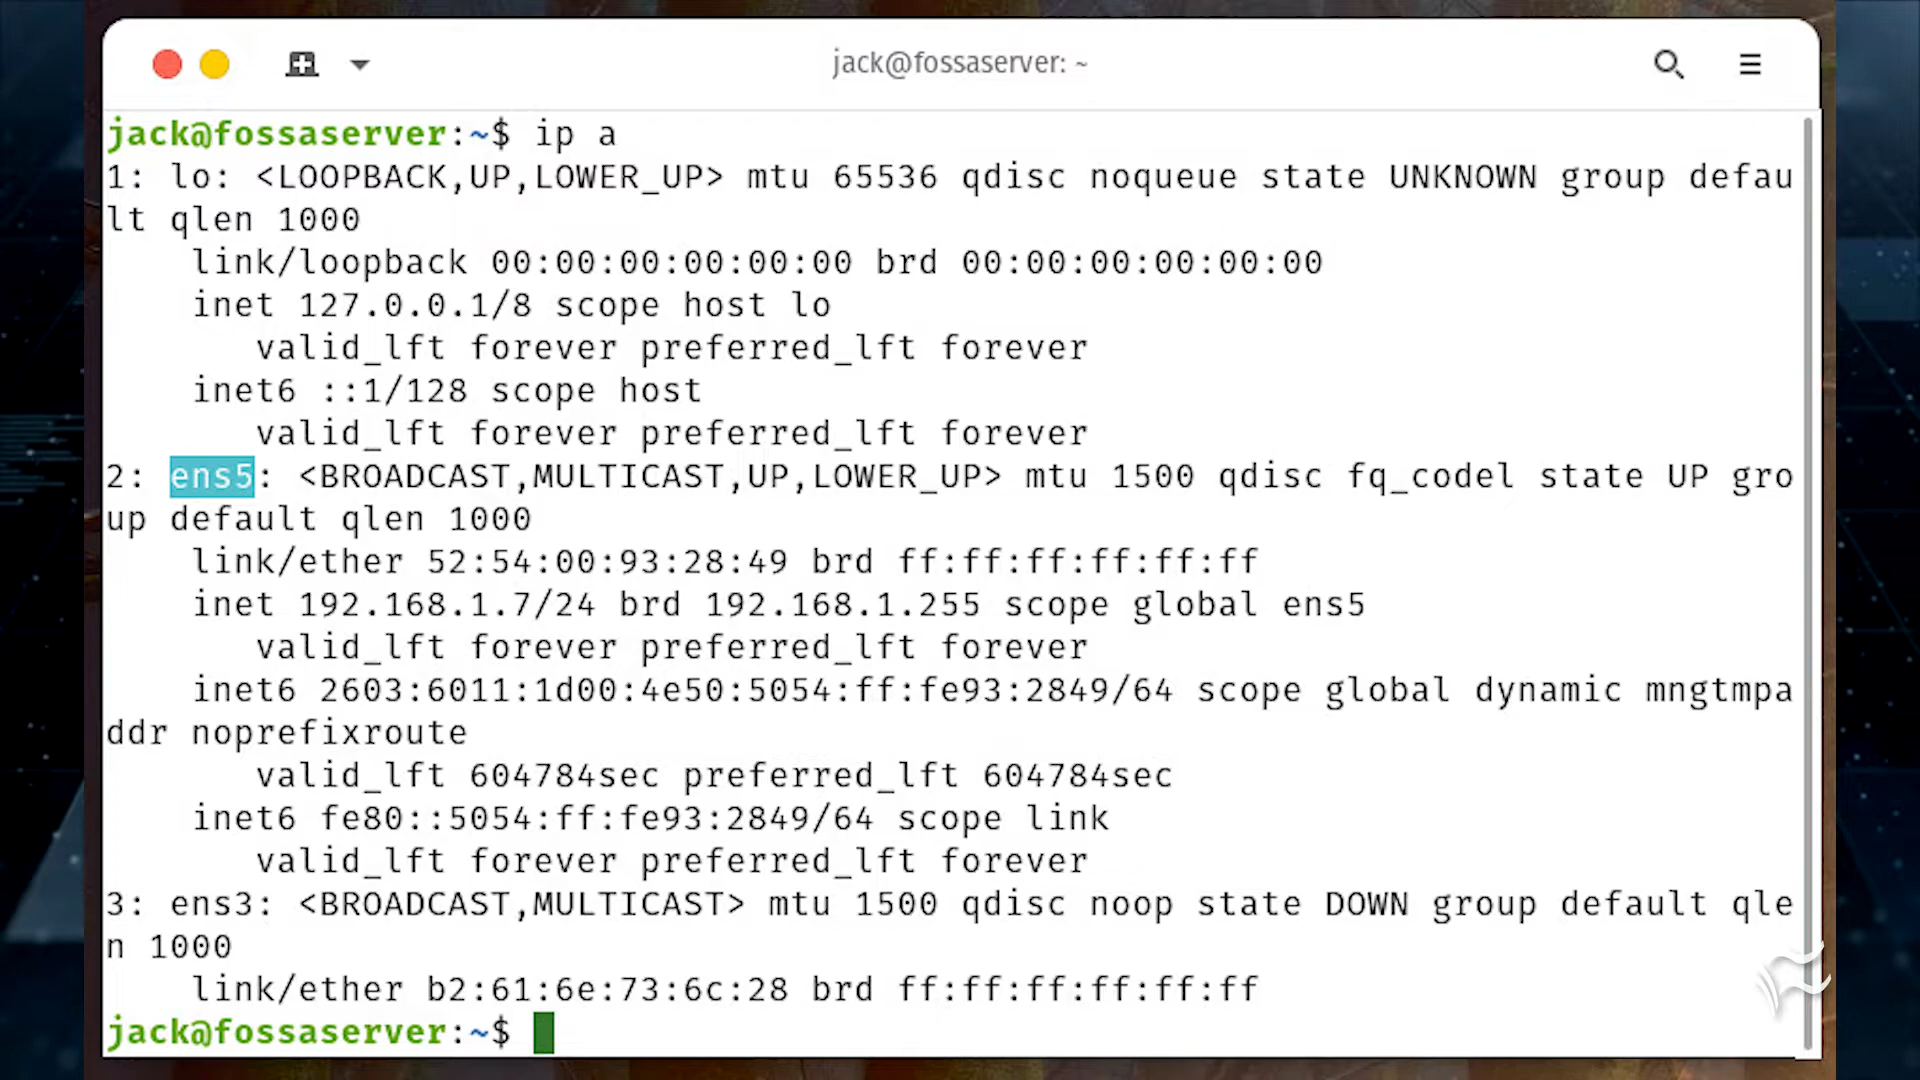 jack@fossaserver: ~
jack@fossaserver:~$ ip a
1: lo: <LOOPBACK,UP,LOWER_UP> mtu 65536 qdisc noqueue state UNKNOWN group defau
lt qlen 1000
    link/loopback 00:00:00:00:00:00 brd 00:00:00:00:00:00
    inet 127.0.0.1/8 scope host lo
       valid_lft forever preferred_lft forever
    inet6 ::1/128 scope host
       valid_lft forever preferred_lft forever
2: ens5: <BROADCAST,MULTICAST,UP,LOWER_UP> mtu 1500 qdisc fq_codel state UP gro
up default qlen 1000
    link/ether 52:54:00:93:28:49 brd ff:ff:ff:ff:ff:ff
    inet 192.168.1.7/24 brd 192.168.1.255 scope global ens5
       valid_lft forever preferred_lft forever
    inet6 2603:6011:1d00:4e50:5054:ff:fe93:2849/64 scope global dynamic mngtmpa
ddr noprefixroute
       valid_lft 604784sec preferred_lft 604784sec
    inet6 fe80::5054:ff:fe93:2849/64 scope link
       valid_lft forever preferred_lft forever
3: ens3: <BROADCAST,MULTICAST> mtu 1500 qdisc noop state DOWN group default qle
n 1000
    link/ether b2:61:6e:73:6c:28 brd ff:ff:ff:ff:ff:ff
jack@fossaserver:~$